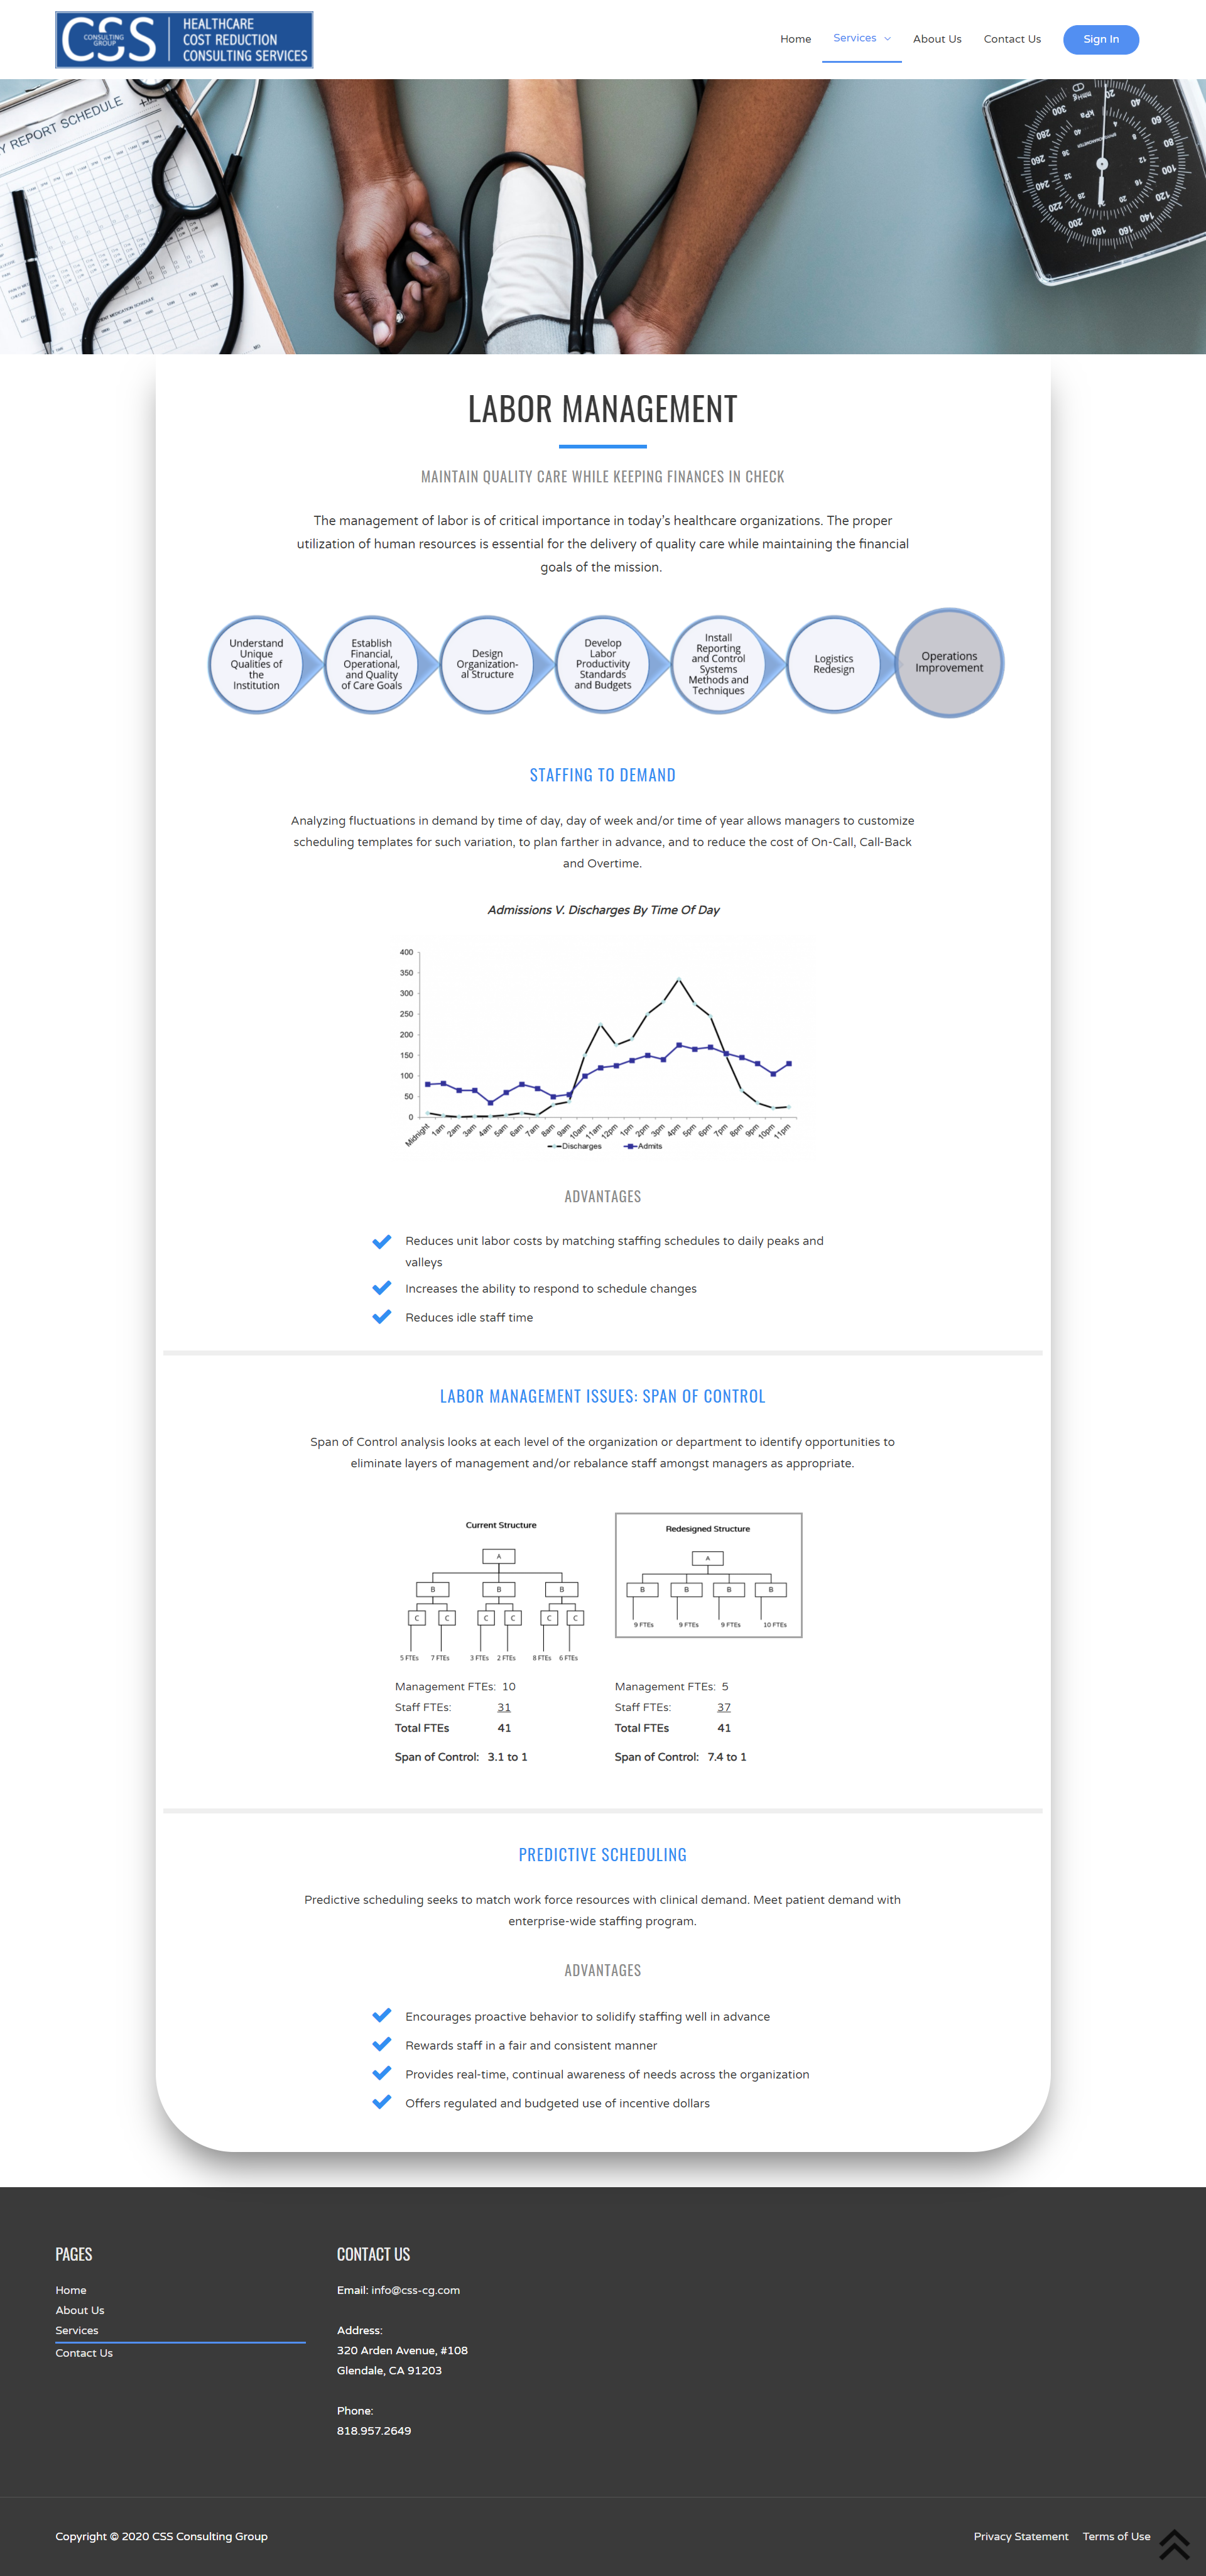 CSS
CONSULTING
GROUP
HEALTHCARE
COST REDUCTION
CONSULTING SERVICES
Home
Services
About Us
Contact Us
Sign In
Y REPORT SCHEDULE
LABOR MANAGEMENT
MAINTAIN QUALITY CARE WHILE KEEPING FINANCES IN CHECK
The management of labor is of critical importance in today's healthcare organizations. The proper
utilization of human resources is essential for the delivery of quality care while maintaining the financial
goals of the mission.
Understand
Unique
Qualities of
the
Institution
Establish
Financial,
Operational,
and Quality
of Care Goals
Design
Organization-
al Structure
Develop
Labor
Productivity
Standards
and Budgets
Install
Reporting
and Control
Systems
Methods and
Techniques
Logistics
Redesign
Operations
Improvement
STAFFING TO DEMAND
Analyzing fluctuations in demand by time of day, day of week and/or time of year allows managers to customize
scheduling templates for such variation, to plan farther in advance, and to reduce the cost of On-Call, Call-Back
and Overtime.
Admissions V. Discharges By Time Of Day
400
350
300
250
200
150
100
50
0
Midnight 1am 2am 3am 4am 5am 6am 7am 8am 9am 10am 11am 12pm 1pm 2pm 3pm 4pm 5pm 6pm 7pm 8pm 9pm 10pm 11pm
Discharges Admits
ADVANTAGES
Reduces unit labor costs by matching staffing schedules to daily peaks and
valleys
Increases the ability to respond to schedule changes
Reduces idle staff time
LABOR MANAGEMENT ISSUES: SPAN OF CONTROL
Span of Control analysis looks at each level of the organization or department to identify opportunities to
eliminate layers of management and/or rebalance staff amongst managers as appropriate.
Current Structure
A
B B B
C C C C C C
5 FTEs 7 FTEs 3 FTEs 2 FTEs 8 FTEs 6 FTEs
Management FTEs: 10
Staff FTEs: 31
Total FTEs 41
Span of Control: 3.1 to 1
Redesigned Structure
A
B B B B
9 FTEs 9 FTEs 9 FTEs 10 FTEs
Management FTEs: 5
Staff FTEs: 37
Total FTEs 41
Span of Control: 7.4 to 1
PREDICTIVE SCHEDULING
Predictive scheduling seeks to match work force resources with clinical demand. Meet patient demand with
enterprise-wide staffing program.
ADVANTAGES
Encourages proactive behavior to solidify staffing well in advance
Rewards staff in a fair and consistent manner
Provides real-time, continual awareness of needs across the organization
Offers regulated and budgeted use of incentive dollars
PAGES
Home
About Us
Services
Contact Us
CONTACT US
Email: info@css-cg.com
Address:
320 Arden Avenue, #108
Glendale, CA 91203
Phone:
818.957.2649
Copyright © 2020 CSS Consulting Group
Privacy Statement
Terms of Use